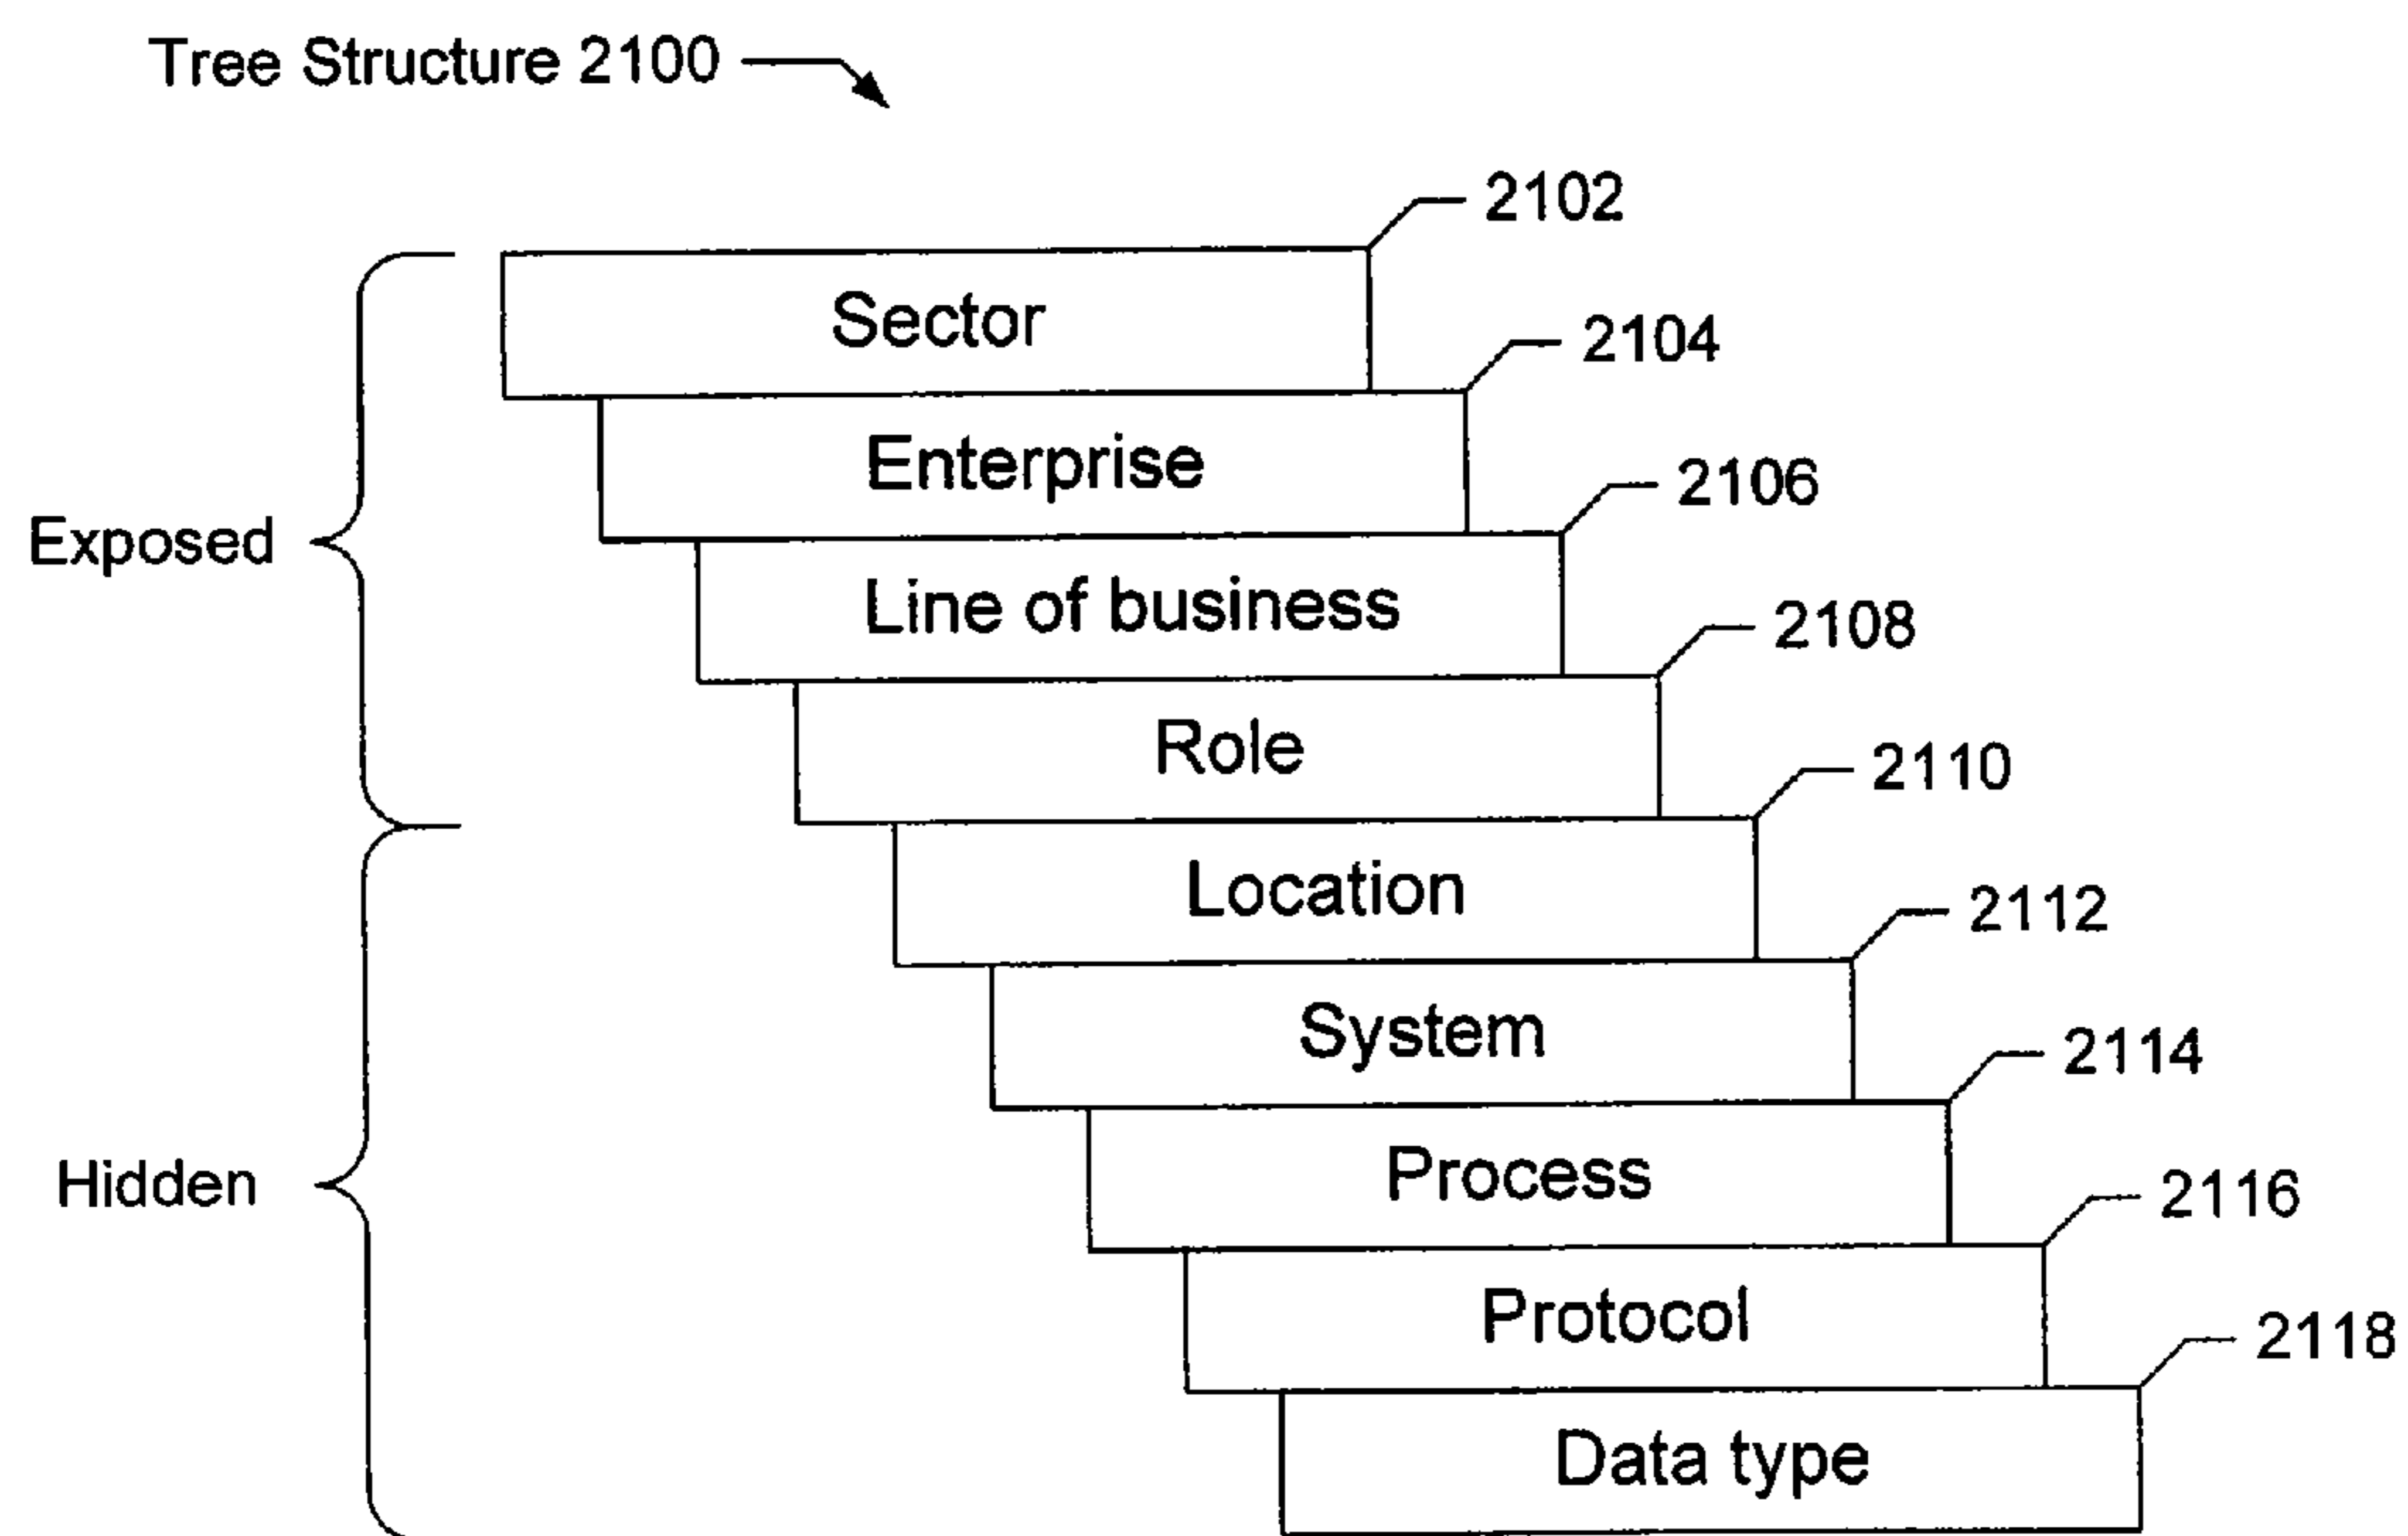 Tree Structure 2100
2102
Sector
2104
Enterprise
2106
Exposed
Line of business
2108
Role
2110
Location
2112
System
2114
Hidden
Process
2116
Protocol
2118
Data type